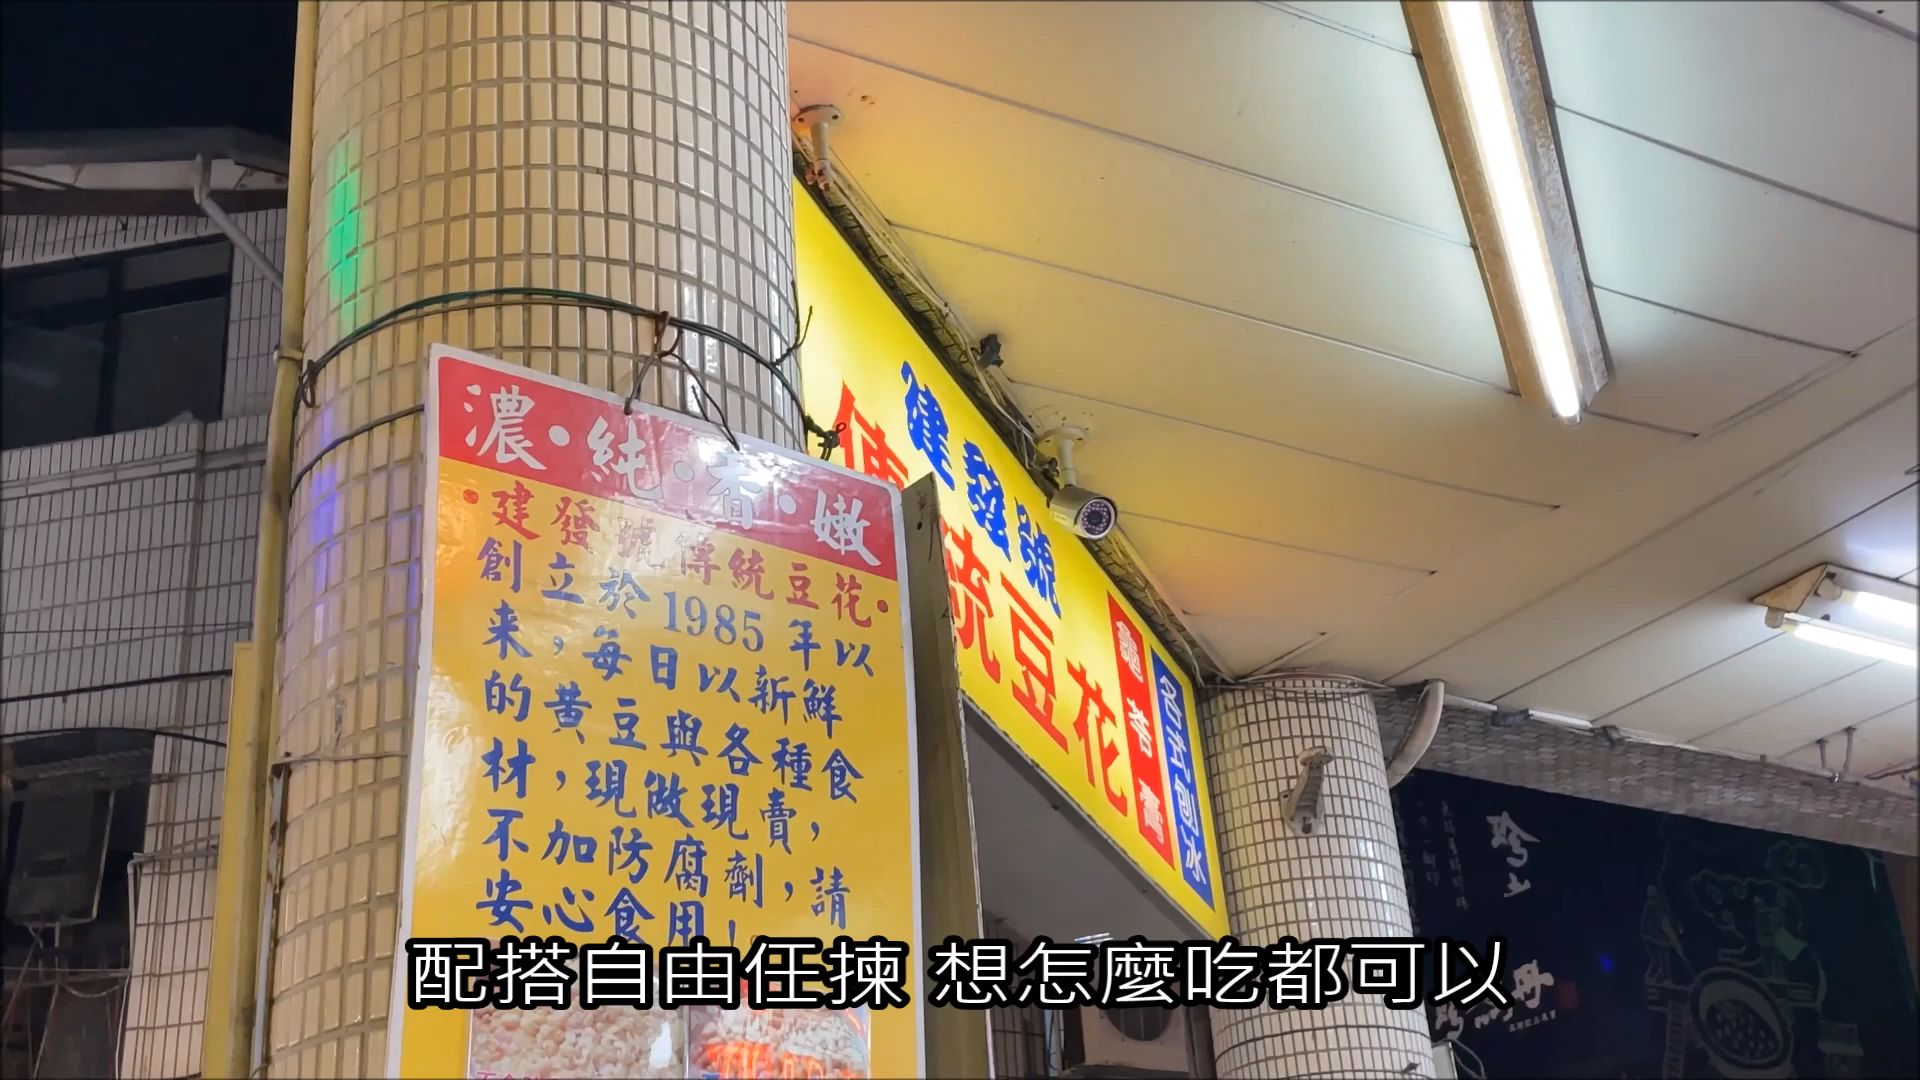 濃·純·香·嫩
·建發號傳統豆花·
創立於1985年以
来，每日以新鮮
的黃豆與各種食
材，現做現賣，
不加防腐劑，請
安心食用！
建發號
傳統豆花
龜苓膏
各式刨冰
配搭自由任揀 想怎麼吃都可以